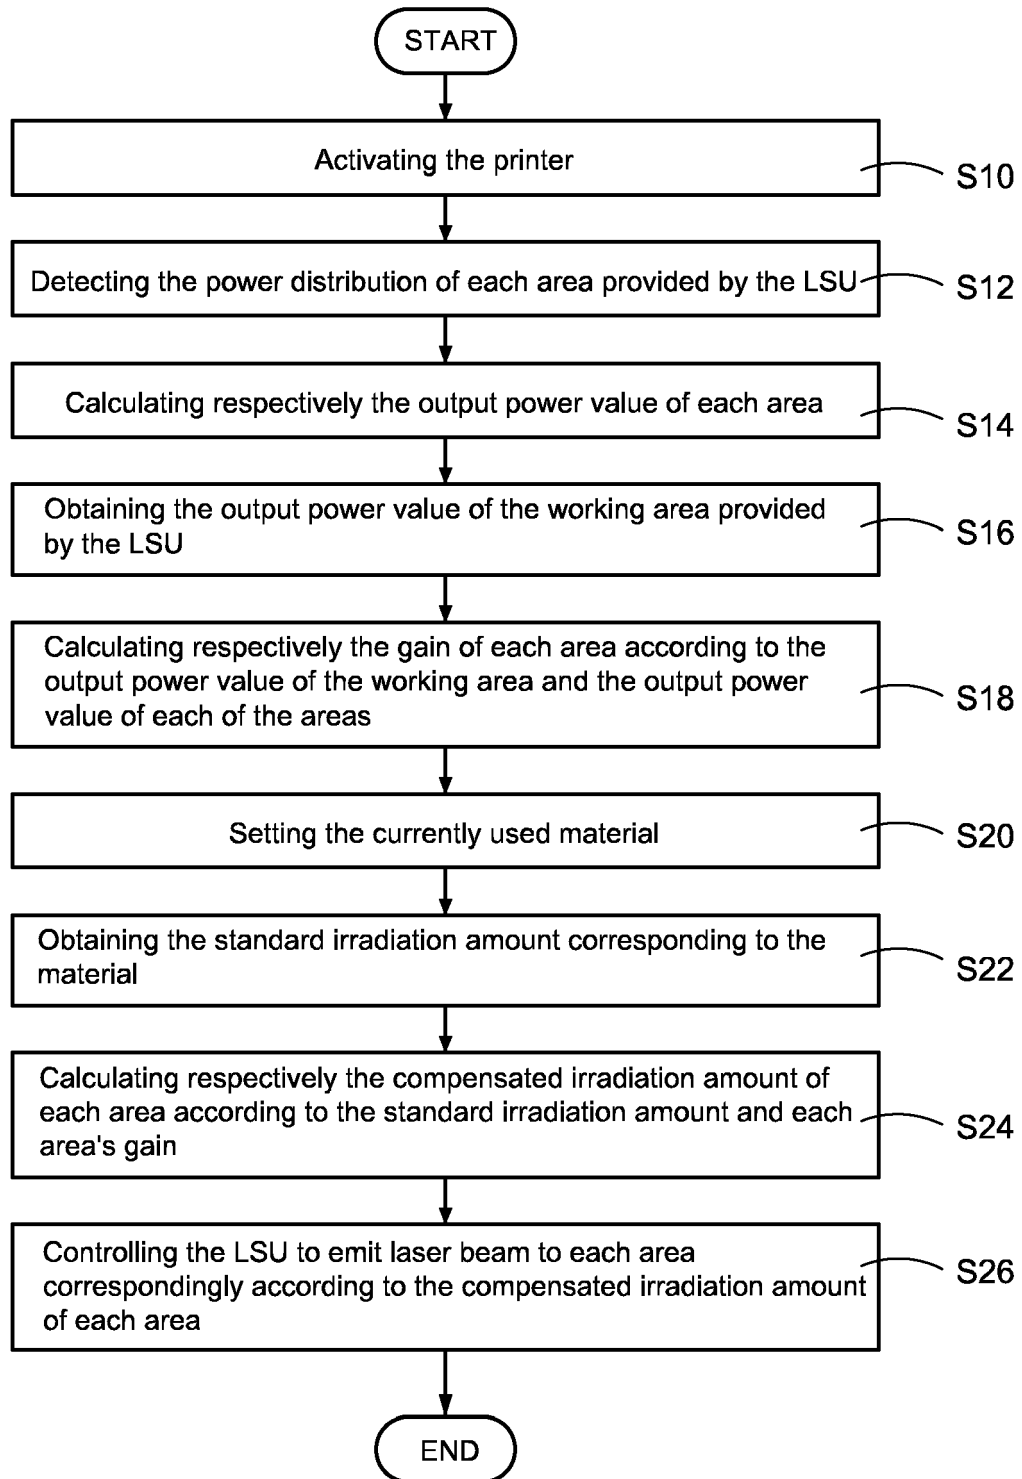 START
Activating the printer
S10
Detecting the power distribution of each area provided by the LSU
S12
Calculating respectively the output power value of each area
S14
Obtaining the output power value of the working area provided
by the LSU
S16
Calculating respectively the gain of each area according to the
output power value of the working area and the output power
value of each of the areas
S18
Setting the currently used material
S20
Obtaining the standard irradiation amount corresponding to the
material
S22
Calculating respectively the compensated irradiation amount of
each area according to the standard irradiation amount and each
area's gain
S24
Controlling the LSU to emit laser beam to each area
correspondingly according to the compensated irradiation amount
of each area
S26
END